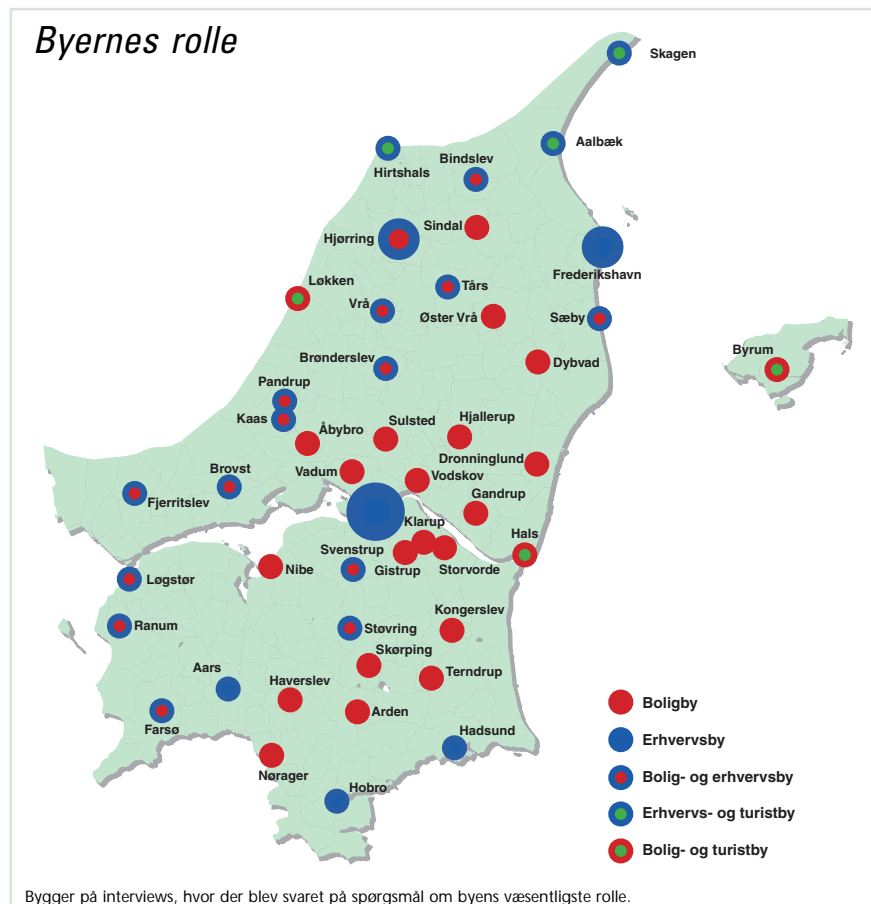 Byernes rolle
Skagen
Aalbæk
Hirtshals
Bindslev
Sindal
Hjørring
Frederikshavn
Løkken
Tårs
Vrå
Øster Vrå
Sæby
Byrum
Brønderslev
Dybvad
Pandrup
Kaas
Åbybro
Sulsted
Hjallerup
Dronninglund
Vadum
Vodskov
Brovst
Fjerritslev
Gandrup
Klarup
Hals
Svenstrup
Gistrup
Storvorde
Nibe
Løgstør
Kongerslev
Ranum
Støvring
Skørping
Aars
Haverslev
Terndrup
Arden
Farsø
Hadsund
Nørager
Hobro
Boligby
Erhvervsby
Bolig- og erhvervsby
Erhvervs- og turistby
Bolig- og turistby
Bygger på interviews, hvor der blev svaret på spørgsmål om byens væsentligste rolle.